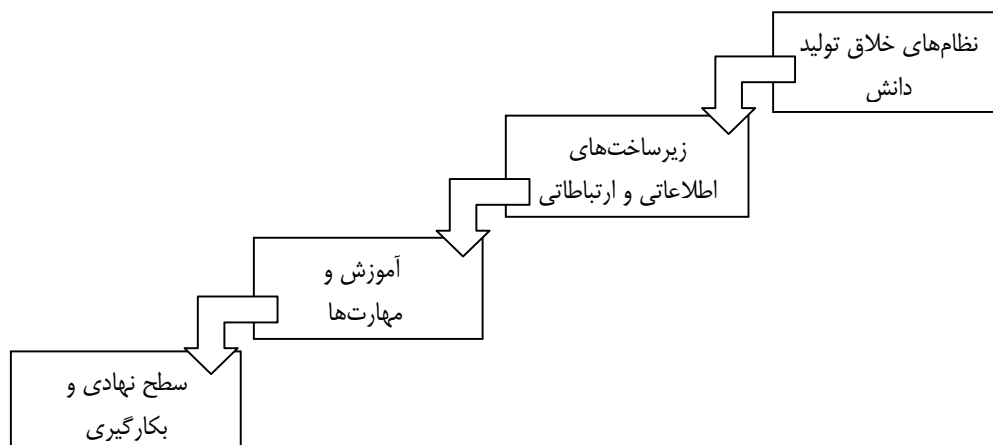 نظام‌های خلاق تولید
دانش
زیرساخت‌های
اطلاعاتی و ارتباطاتی
آموزش و
مهارت‌ها
سطح نهادی و
بکارگیری